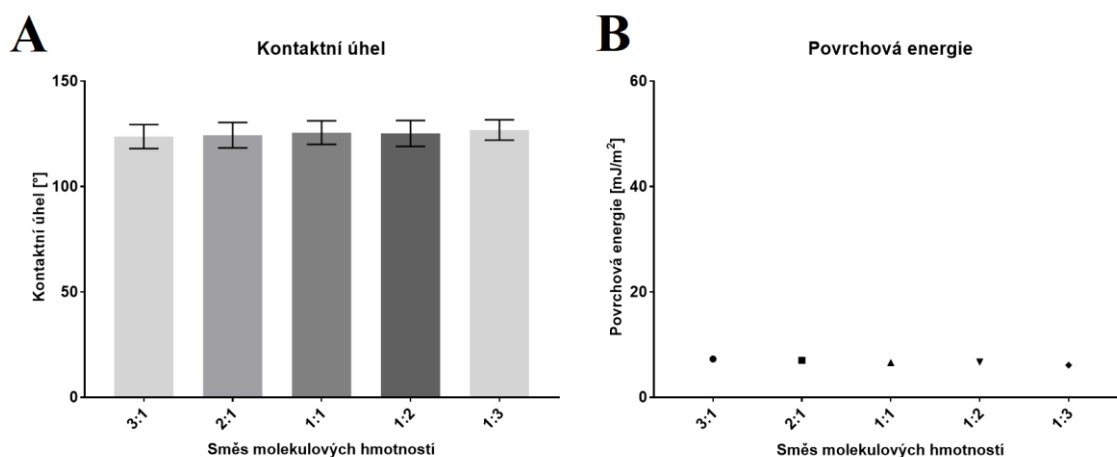 A
Kontaktní úhel
Kontaktní úhel [°]
150
100
50
0
3:1
2:1
1:1
1:2
1:3
Směs molekulových hmotností
B
Povrchová energie
Povrchová energie [mJ/m²]
60
40
20
0
3:1
2:1
1:1
1:2
1:3
Směs molekulových hmotností